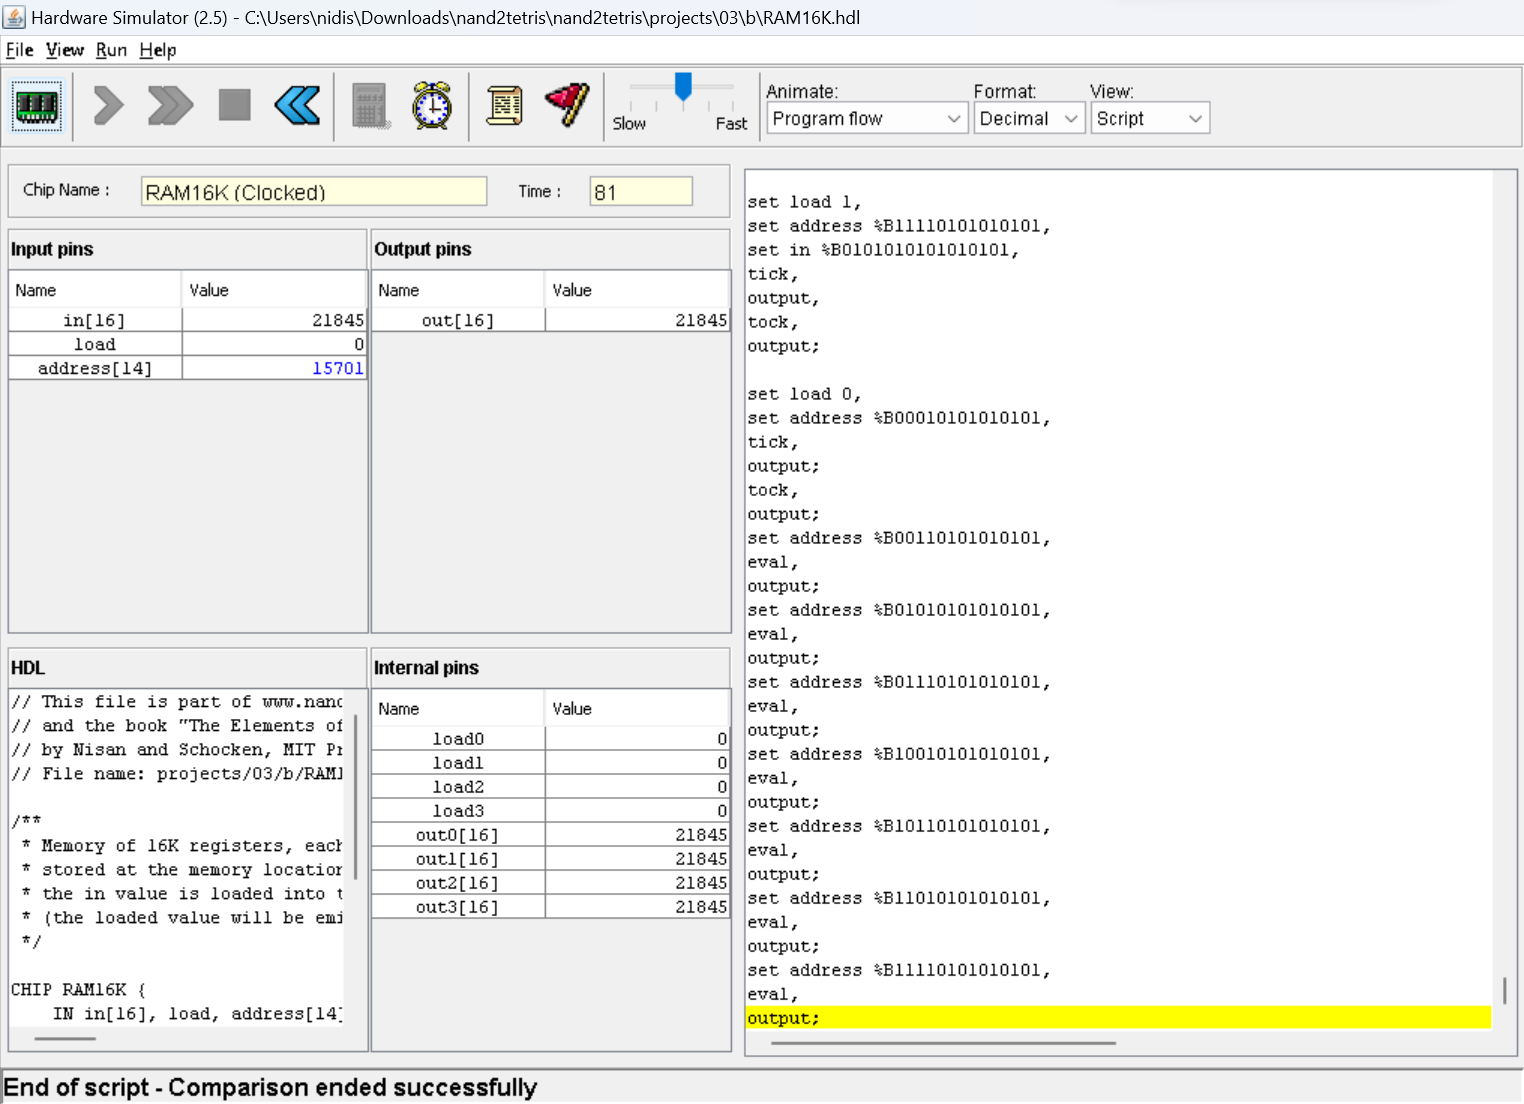 Hardware Simulator (2.5) - C:\Users\nidis\Downloads\nand2tetris\nand2tetris\projects\03\b\RAM16K.hdl
File View Run Help
Slow Fast
Animate: Format: View:
Program flow Decimal Script
Chip Name : RAM16K (Clocked) Time : 81
Input pins
Name Value
in[16] 21845
load 0
address[14] 15701
Output pins
Name Value
out[16] 21845
HDL
// This file is part of www.nand
// and the book "The Elements of
// by Nisan and Schocken, MIT Pr
// File name: projects/03/b/RAM1
/**
* Memory of 16K registers, each
* stored at the memory location
* the in value is loaded into t
* (the loaded value will be emi
*/
CHIP RAM16K {
IN in[16], load, address[14]
Internal pins
Name Value
load0 0
load1 0
load2 0
load3 0
out0[16] 21845
out1[16] 21845
out2[16] 21845
out3[16] 21845
set load 1,
set address %B11110101010101,
set in %B0101010101010101,
tick,
output,
tock,
output;
set load 0,
set address %B00010101010101,
tick,
output;
tock,
output;
set address %B00110101010101,
eval,
output;
set address %B01010101010101,
eval,
output;
set address %B01110101010101,
eval,
output;
set address %B10010101010101,
eval,
output;
set address %B10110101010101,
eval,
output;
set address %B11010101010101,
eval,
output;
set address %B11110101010101,
eval,
output;
End of script - Comparison ended successfully